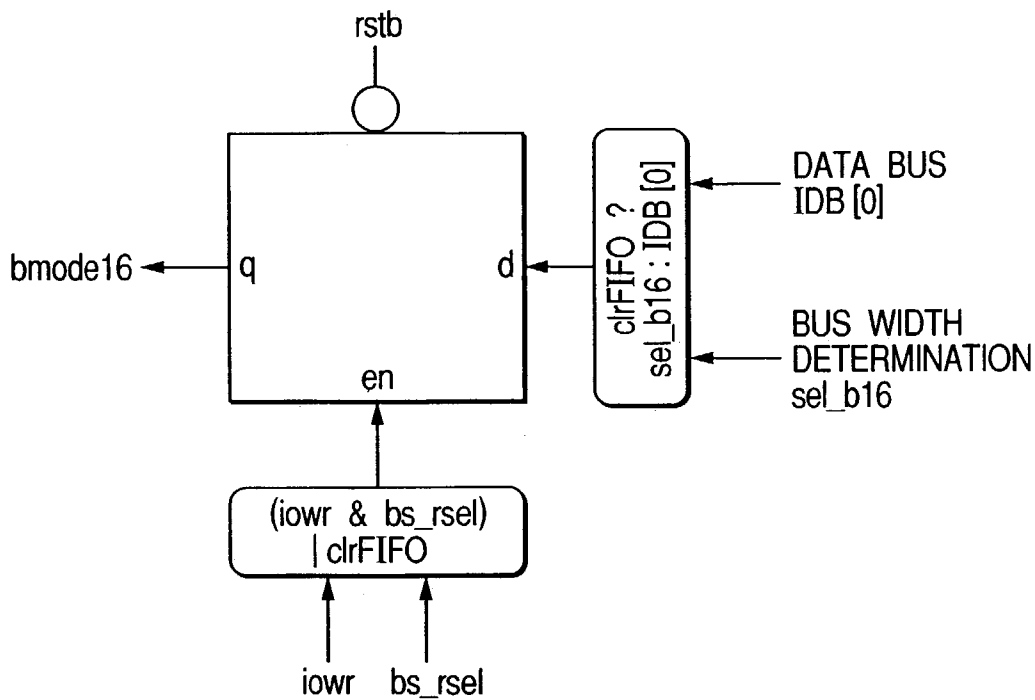 rstb
bmode16
q
d
en
clrFIFO ?
sel_b16 : IDB [0]
DATA BUS
IDB [0]
BUS WIDTH
DETERMINATION
sel_b16
(iowr & bs_rsel)
| clrFIFO
iowr bs_rsel